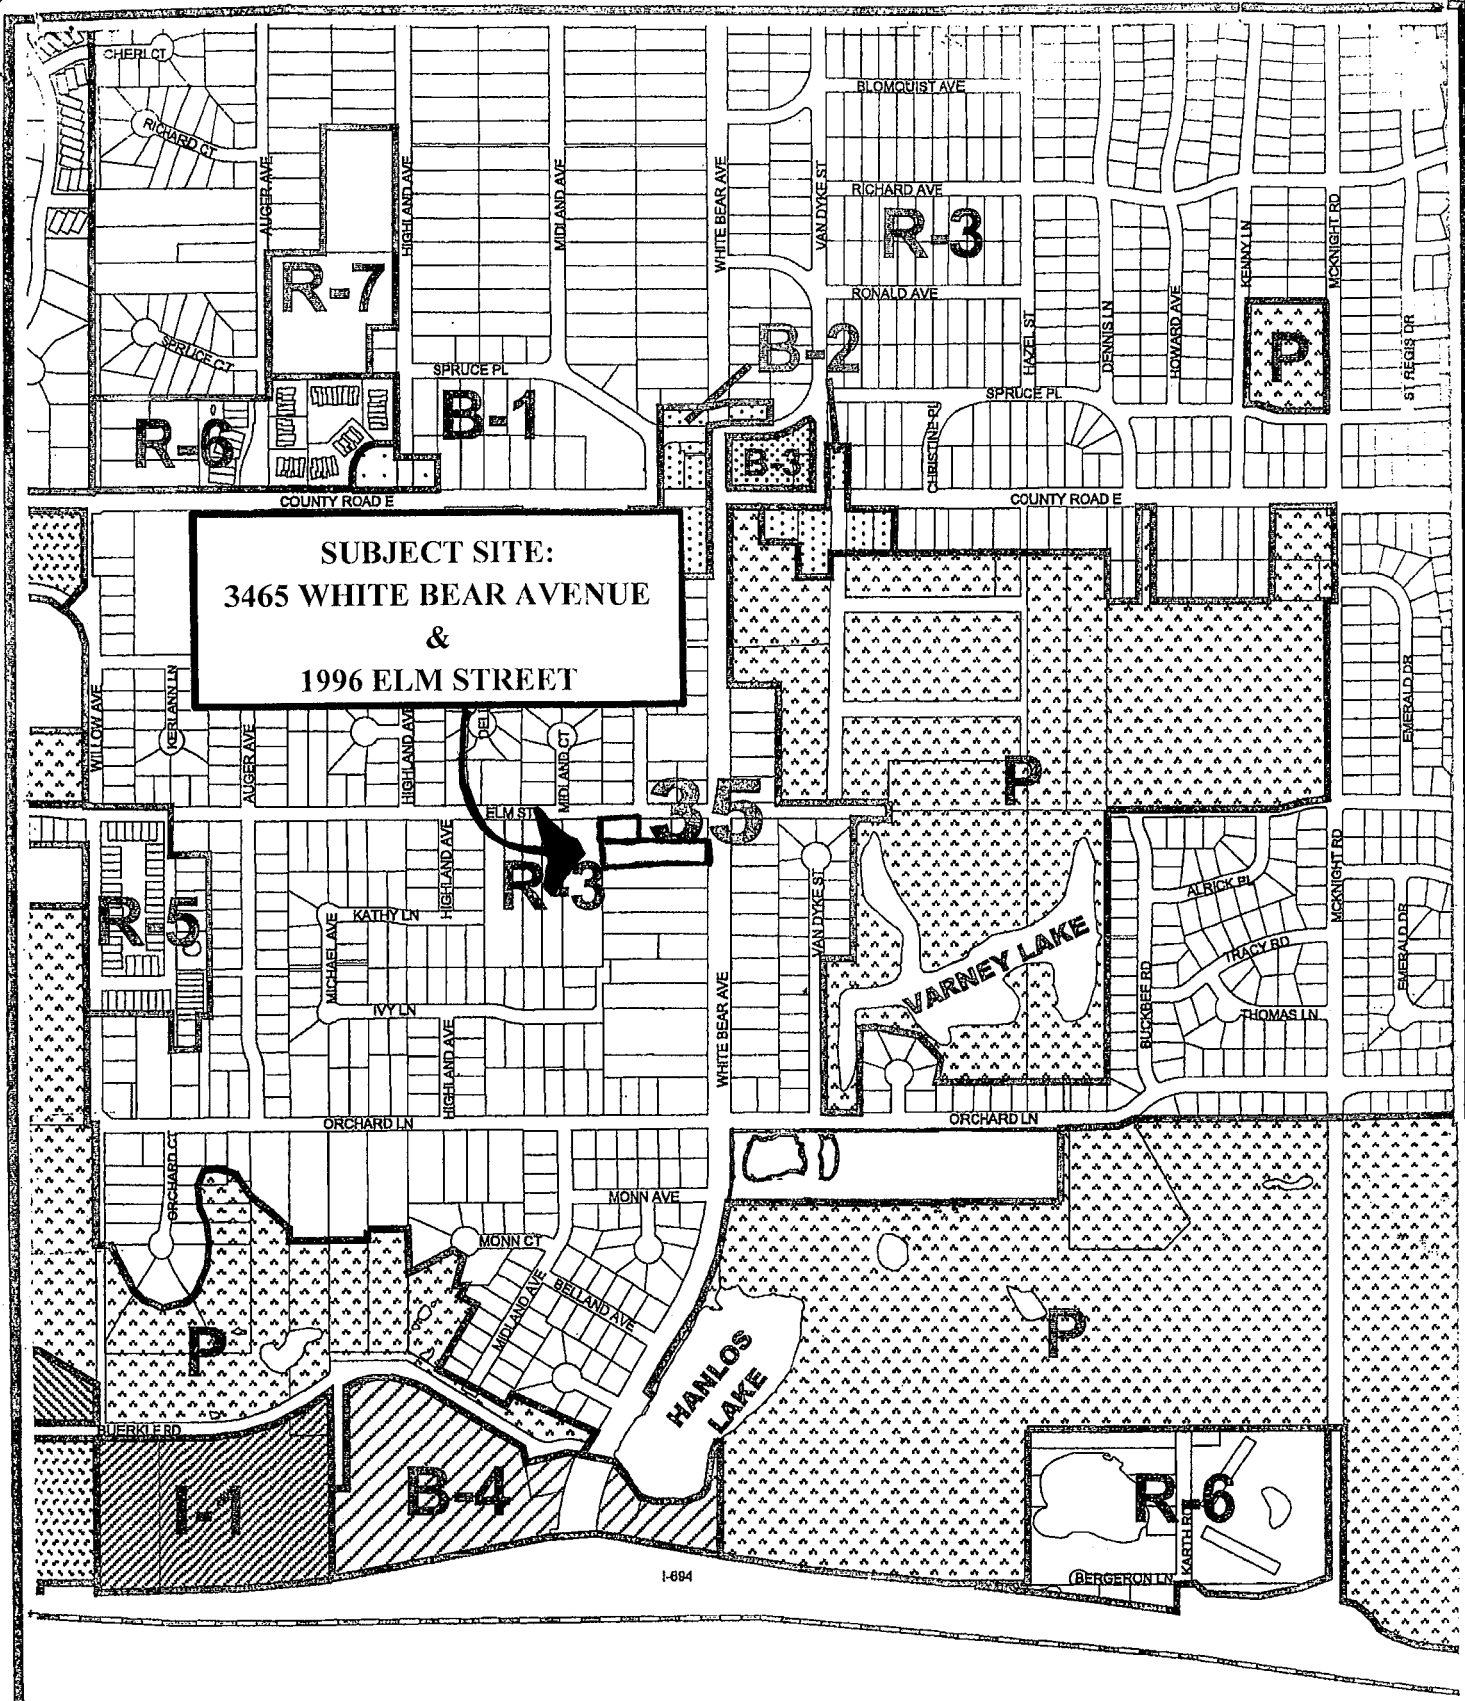 CHERI CT
BLOMQUIST AVE
RICHARD CT
AUGER AVE
HIGHLAND AVE
MIDLAND AVE
WHITE BEAR AVE
VAN DYKE ST
RICHARD AVE
R-3
KENNY LN
MCKNIGHT RD
R-7
RONALD AVE
HAZEL ST
DENNIS LN
HOWARD AVE
ST REGIS DR
SPRUCE CT
B-2
P
SPRUCE PL
SPRUCE PL
R-6
B-1
B-3
CHRISTINE PL
COUNTY ROAD E
COUNTY ROAD E
SUBJECT SITE:
3465 WHITE BEAR AVENUE
&
1996 ELM STREET
WILLOW AVE
KERI ANN LN
AUGER AVE
HIGHLAND AVE
DEL
MIDLAND CT
EMERALD DR
P
35
ELM ST
R-3
HIGHLAND AVE
VAN DYKE ST
ALRICK PL
MCKNIGHT RD
R-5
KATHY LN
MICHAEL AVE
VARNEY LAKE
TRACY RD
EMERALD DR
IVY LN
WHITE BEAR AVE
BUCKBEE RD
THOMAS LN
HIGHLAND AVE
ORCHARD LN
ORCHARD LN
ORCHARD CT
MONN AVE
MONN CT
MIDLAND AVE
BELLAND AVE
P
HANLOS
LAKE
P
BUERKLE RD
I-1
B-4
R-6
KARTH RD
I-694
BERGERON LN